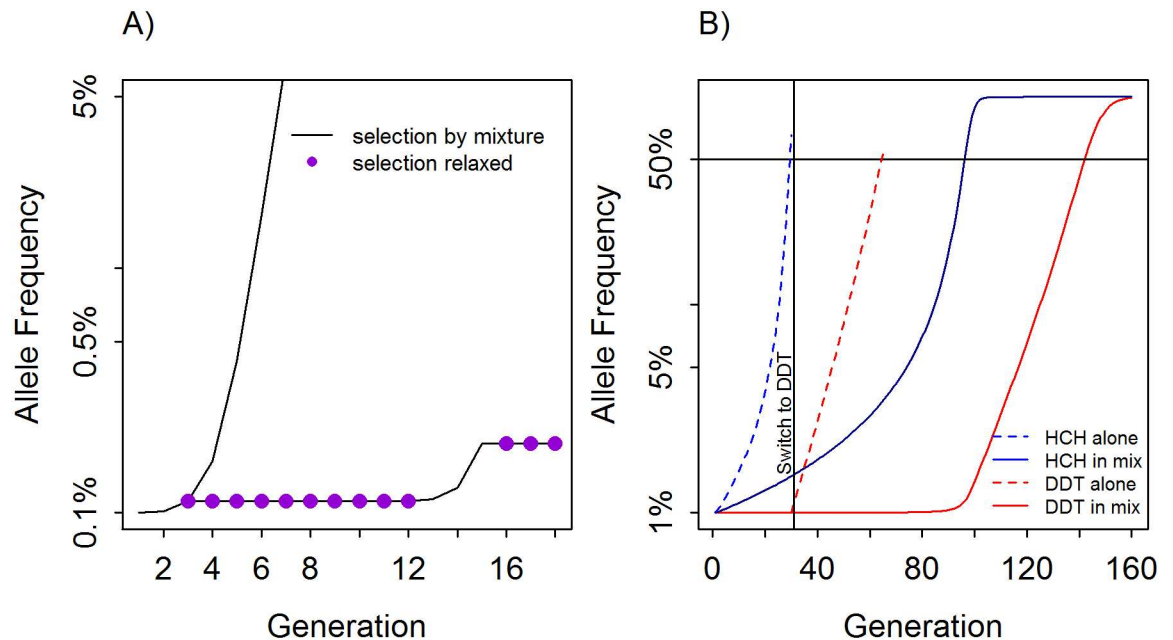 A)
Allele Frequency
5%
0.5%
0.1%
selection by mixture
selection relaxed
2 4 6 8 12 16
Generation
B)
Allele Frequency
50%
5%
1%
Switch to DDT
HCH alone
HCH in mix
DDT alone
DDT in mix
0 40 80 120 160
Generation